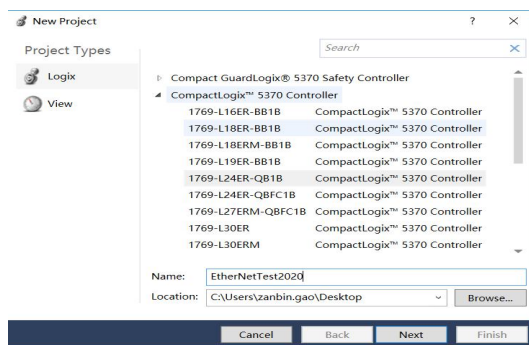 New Project
?
Project Types
Search
Logix
View
Compact GuardLogix® 5370 Safety Controller
CompactLogix™ 5370 Controller
1769-L16ER-BB1B CompactLogix™ 5370 Controller
1769-L18ER-BB1B CompactLogix™ 5370 Controller
1769-L18ERM-BB1B CompactLogix™ 5370 Controller
1769-L19ER-BB1B CompactLogix™ 5370 Controller
1769-L24ER-QB1B CompactLogix™ 5370 Controller
1769-L24ER-QBFC1B CompactLogix™ 5370 Controller
1769-L27ERM-QBFC1B CompactLogix™ 5370 Controller
1769-L30ER CompactLogix™ 5370 Controller
1769-L30ERM CompactLogix™ 5370 Controller
Name: EtherNetTest2020
Location: C:\Users\zanbin.gao\Desktop Browse...
Cancel Back Next Finish